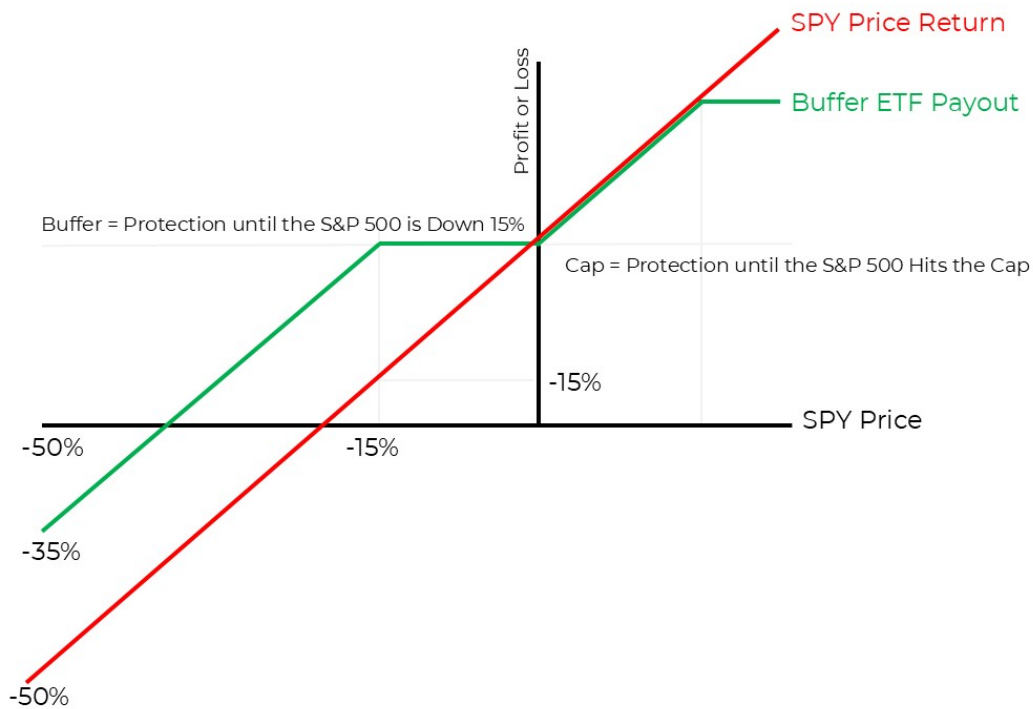 SPY Price Return
Profit or Loss
Buffer ETF Payout
Buffer = Protection until the S&P 500 is Down 15%
Cap = Protection until the S&P 500 Hits the Cap
-15%
SPY Price
-50%
-15%
-35%
-50%